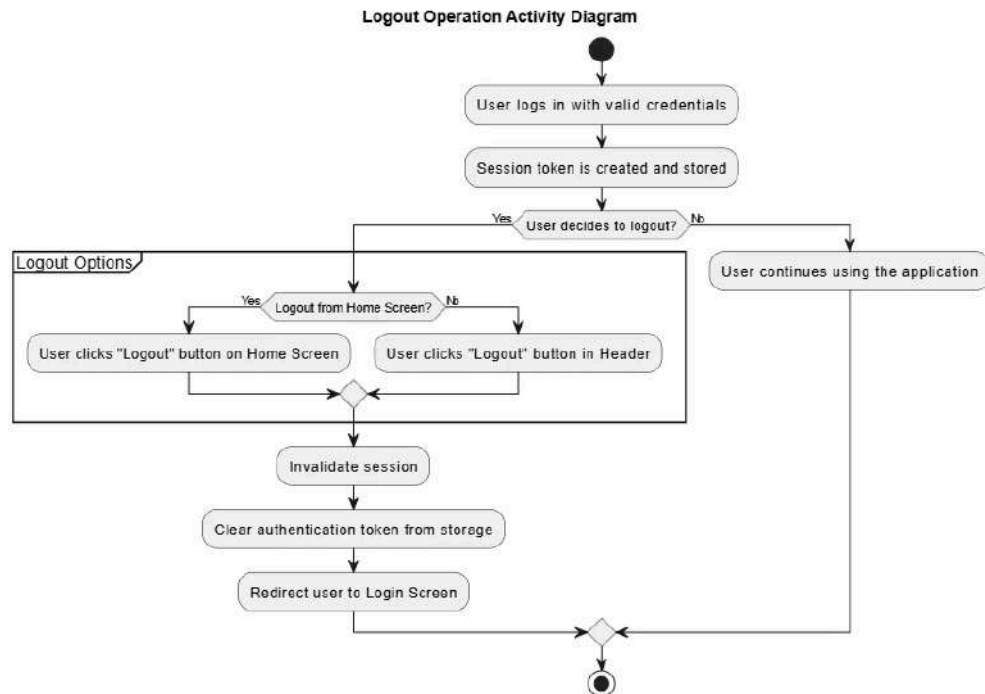 Logout Operation Activity Diagram
User logs in with valid credentials
Session token is created and stored
Yes
User decides to logout?
No
Logout Options
User continues using the application
Yes
Logout from Home Screen?
No
User clicks "Logout" button on Home Screen
User clicks "Logout" button in Header
Invalidate session
Clear authentication token from storage
Redirect user to Login Screen